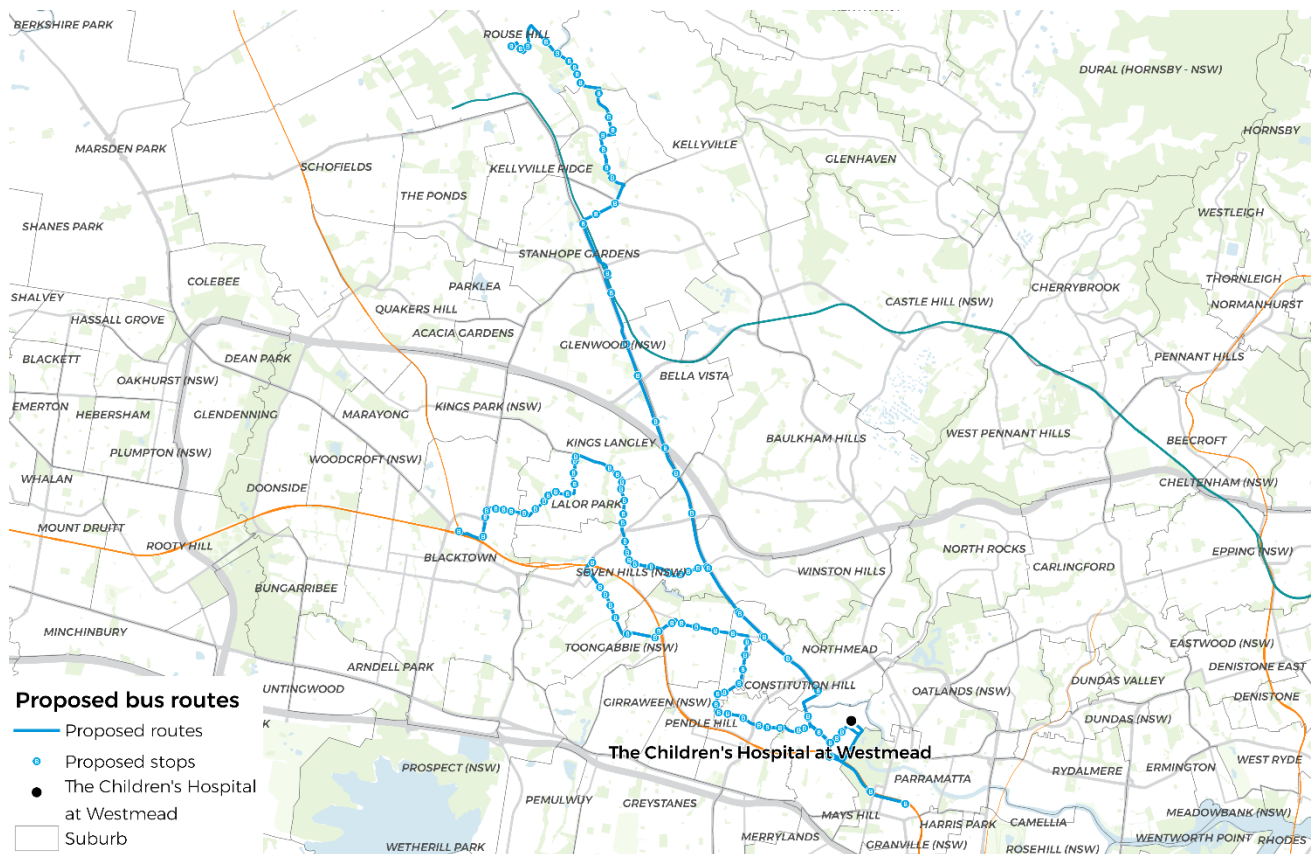 BERKSHIRE PARK
ROUSE HILL
DURAL (HORNSBY - NSW)
HORNSBY
MARSDEN PARK
SCHOFIELDS
KELLYVILLE RIDGE
KELLYVILLE
GLENHAVEN
THE PONDS
SHANES PARK
WESTLEIGH
STANHOPE GARDENS
COLEBEE
PARKLEA
THORNLEIGH
CHERRYBROOK
SHALVEY
QUAKERS HILL
CASTLE HILL (NSW)
NORMANHURST
HASSALL GROVE
ACACIA GARDENS
GLENWOOD (NSW)
BLACKETT
DEAN PARK
PENNANT HILLS
OAKHURST (NSW)
BELLA VISTA
EMERTON
HEBERSHAM
GLENDENNING
MARAYONG
KINGS PARK (NSW)
KINGS LANGLEY
BAULKHAM HILLS
WEST PENNANT HILLS
BEECROFT
PLUMPTON (NSW)
WOODCROFT (NSW)
WHALAN
DOONSIDE
LALOR PARK
CHELTENHAM (NSW)
MOUNT DRUITT
ROOTY HILL
BLACKTOWN
NORTH ROCKS
EPPING (NSW)
CARLINGFORD
SEVEN HILLS (NSW)
WINSTON HILLS
BUNGARRIBEE
MINCHINBURY
EASTWOOD (NSW)
TOONGABBIE (NSW)
NORTHMEAD
ARNDELL PARK
DENISTONE EAST
DUNDAS VALLEY
Proposed bus routes
UNTINGWOOD
CONSTITUTION HILL
OATLANDS (NSW)
DENISTONE
GIRRAWEEN (NSW)
PENDLE HILL
DUNDAS (NSW)
Proposed routes
The Children's Hospital at Westmead
WEST RYDE
Proposed stops
PROSPECT (NSW)
PARRAMATTA
RYDALMERE
ERMINGTON
The Children's Hospital
at Westmead
PEMULWUY
GREYSTANES
MAYS HILL
HARRIS PARK
CAMELLIA
MEADOWBANK (NSW)
Suburb
WETHERILL PARK
MERRYLANDS
GRANVILLE (NSW)
ROSEHILL (NSW)
WENTWORTH POINT
RHODES